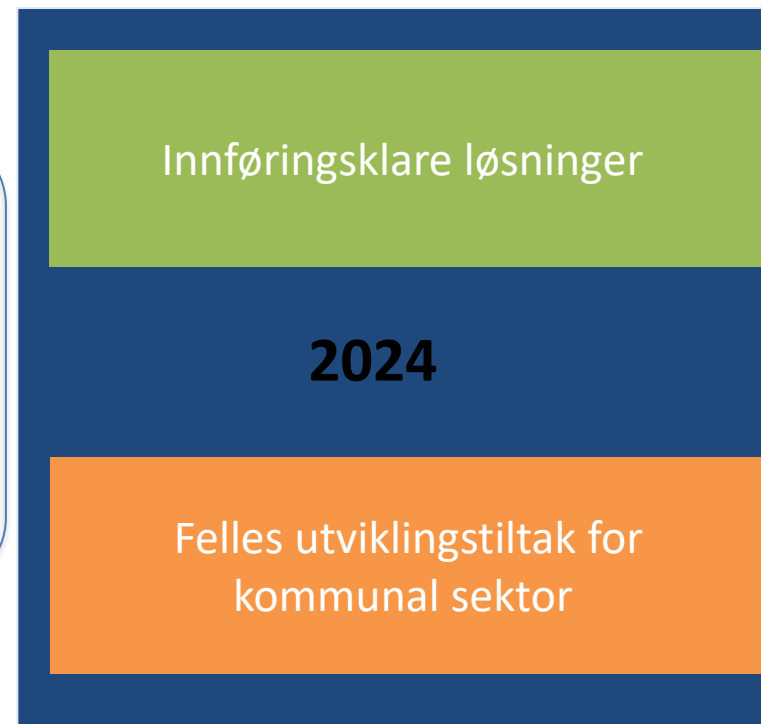 Innføringsklare løsninger
2024
Felles utviklingstiltak for
kommunal sektor